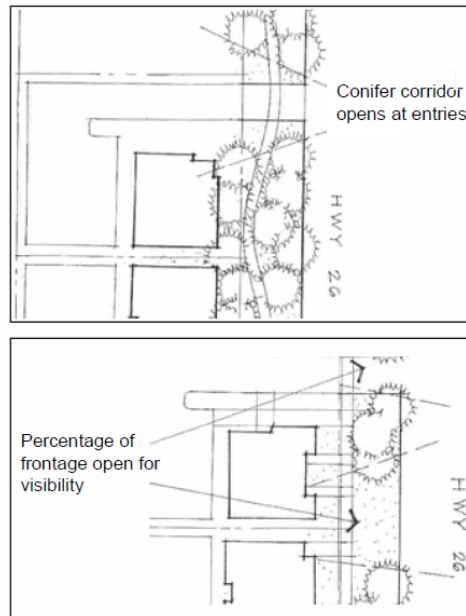 Conifer corridor
opens at entries
HWY 26
Percentage of
frontage open for
visibility
HWY 26